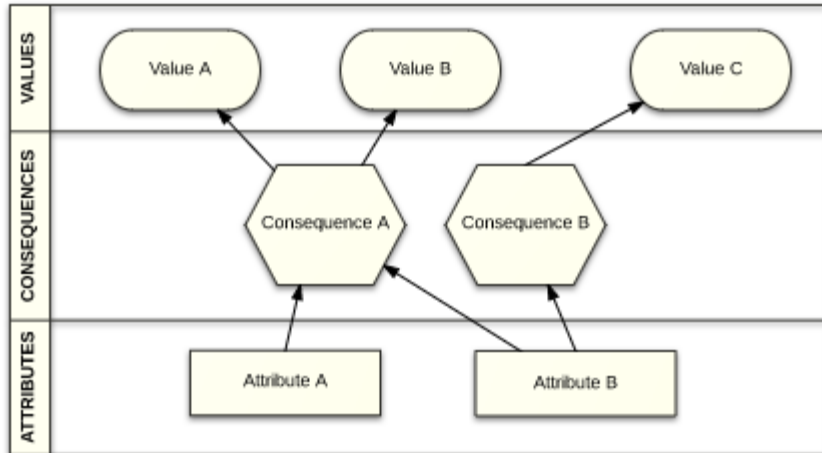 VALUES
Value A
Value B
Value C
CONSEQUENCES
Consequence A
Consequence B
ATTRIBUTES
Attribute A
Attribute B